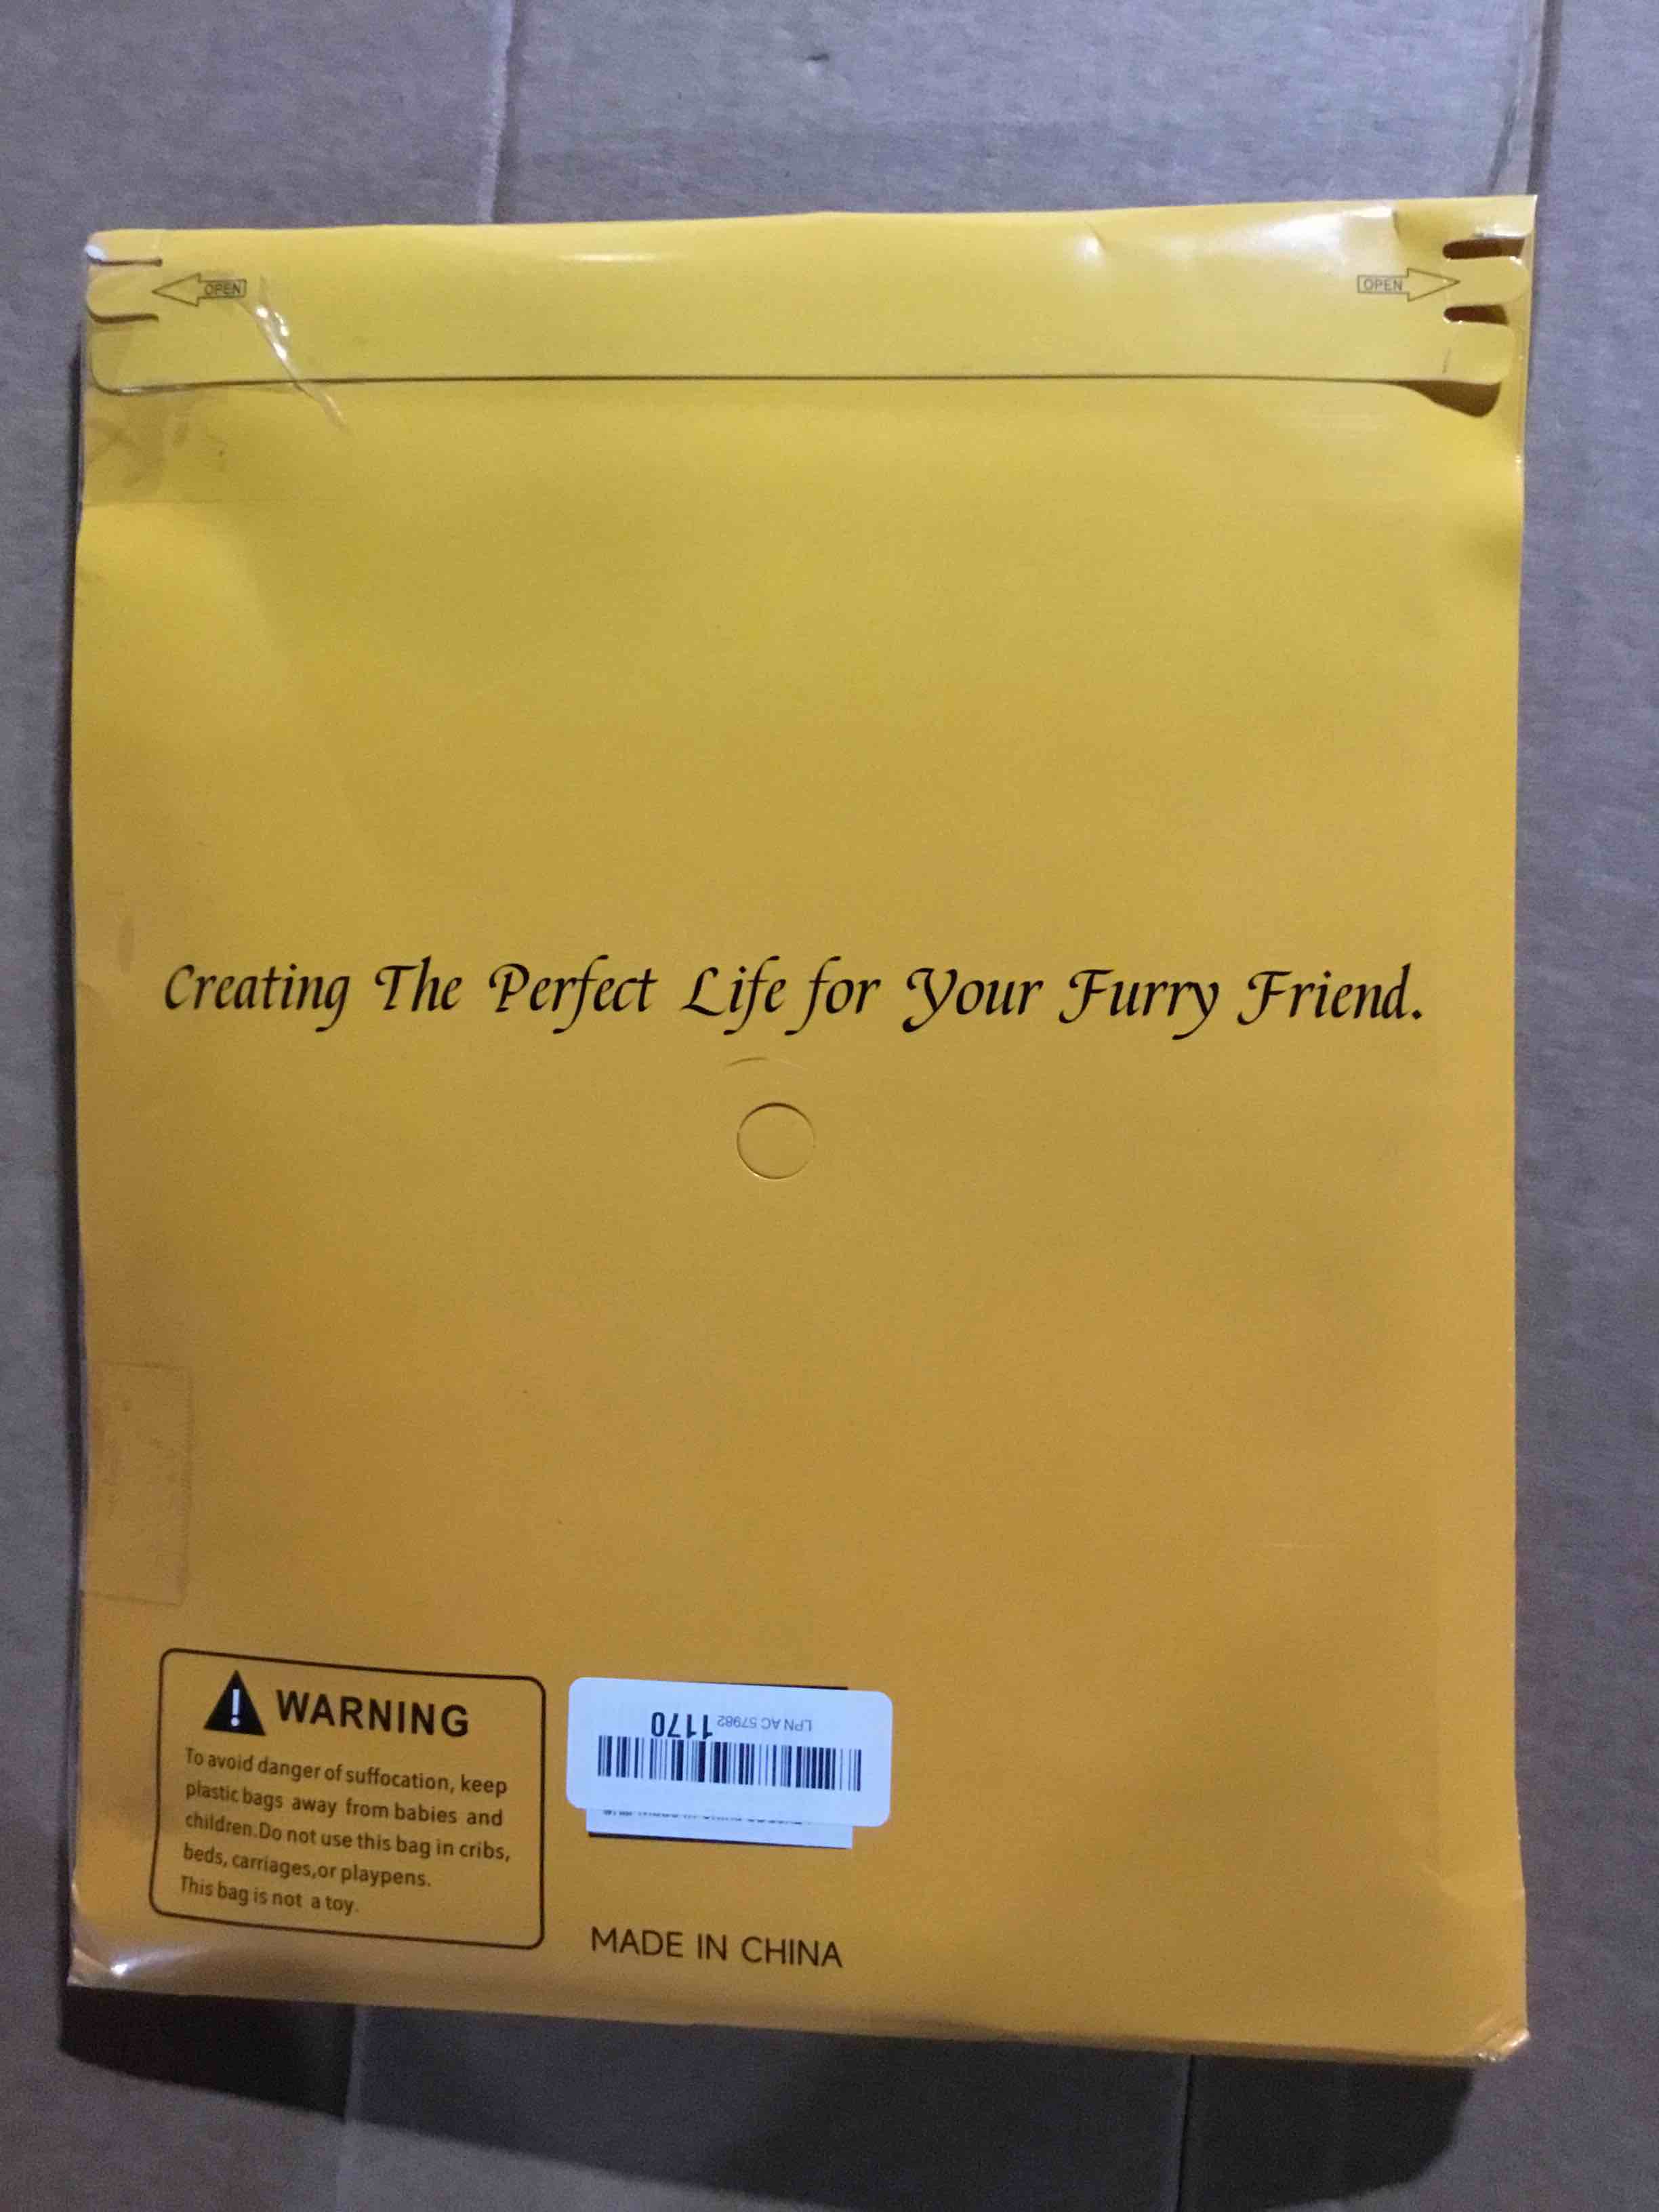 OPEN
OPEN
Creating The Perfect Life for Your Furry Friend.
WARNING
To avoid danger of suffocation, keep
plastic bags away from babies and
children.Do not use this bag in cribs,
beds, carriages,or playpens.
This bag is not a toy.
LPN AC 57982 1170
MADE IN CHINA